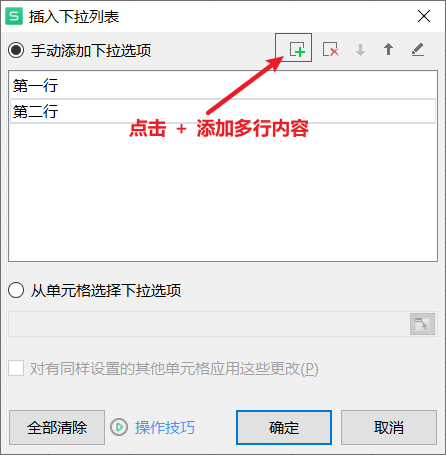 插入下拉列表
手动添加下拉选项
第一行
第二行
点击 + 添加多行内容
从单元格选择下拉选项
对有同样设置的其他单元格应用这些更改(P)
全部清除
操作技巧
确定
取消